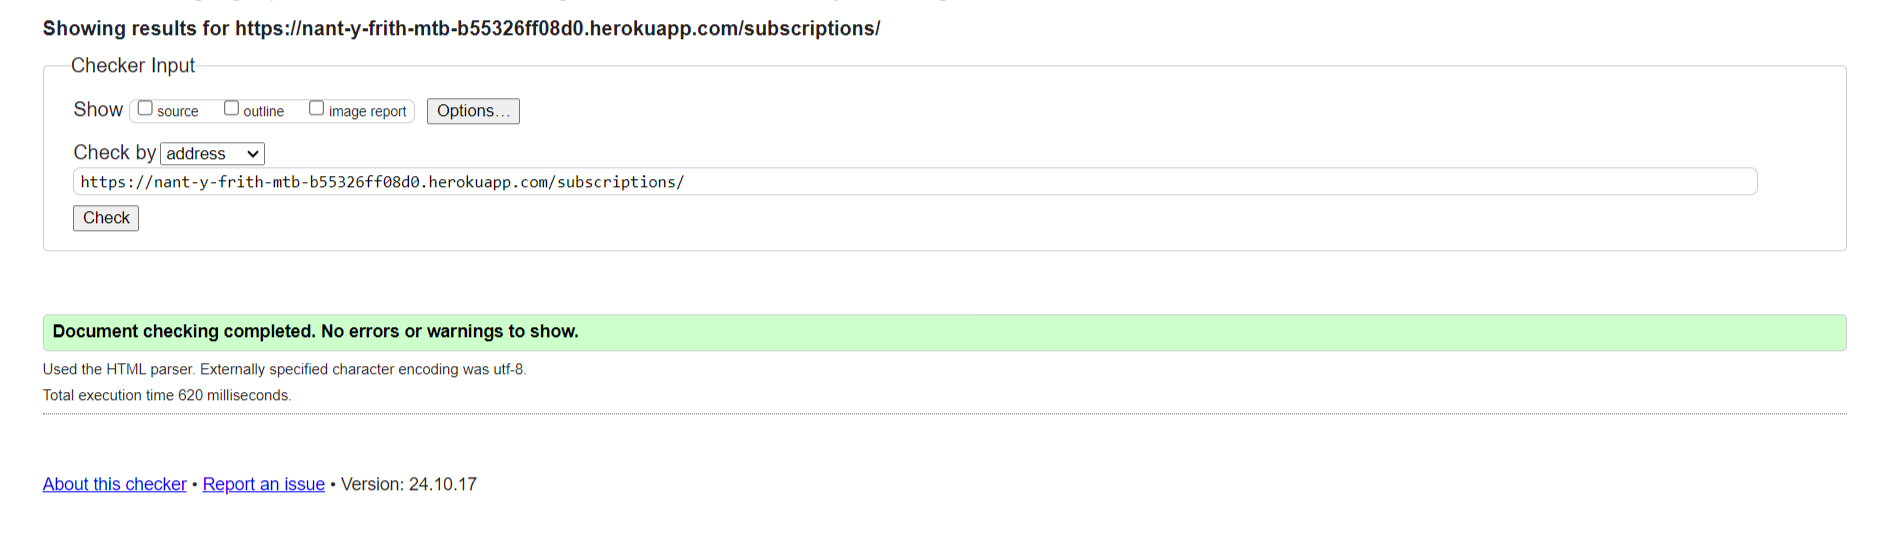 Showing results for https://nant-y-frith-mtb-b55326ff08d0.herokuapp.com/subscriptions/
Checker Input
Show source outline image report Options…
Check by address
https://nant-y-frith-mtb-b55326ff08d0.herokuapp.com/subscriptions/
Check
Document checking completed. No errors or warnings to show.
Used the HTML parser. Externally specified character encoding was utf-8.
Total execution time 620 milliseconds.
About this checker • Report an issue • Version: 24.10.17